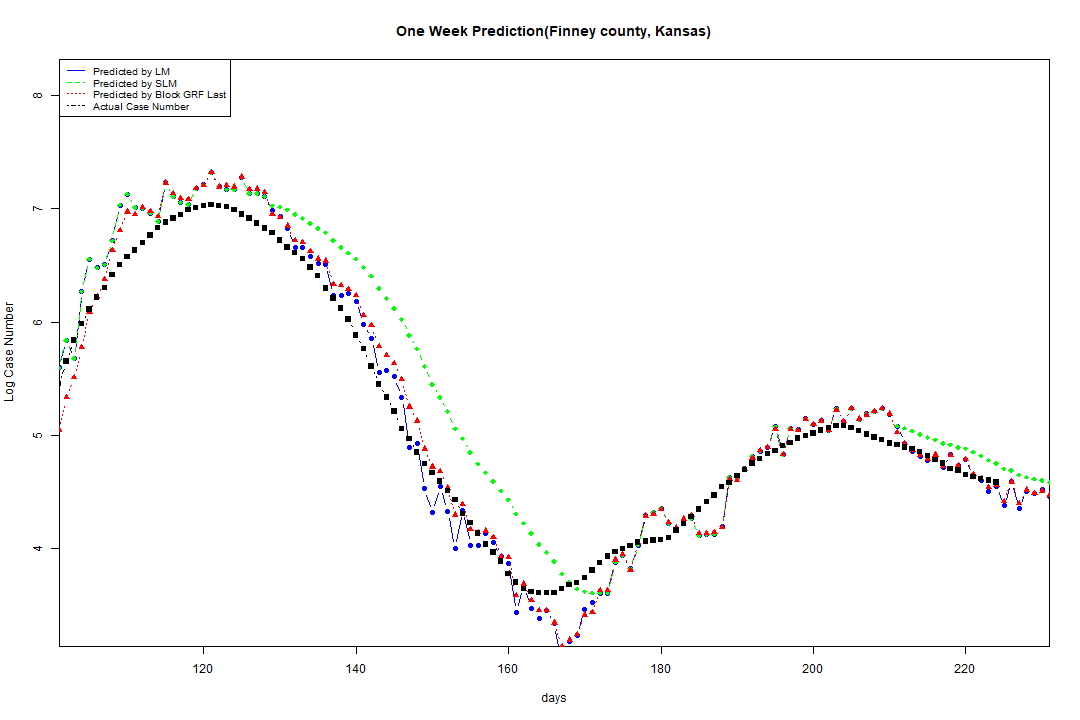 One Week Prediction(Finney county, Kansas)
Predicted by LM
Predicted by SLM
Predicted by Block GRF Last
Actual Case Number
8
7
6
5
4
Log Case Number
120 140 160 180 200 220
days